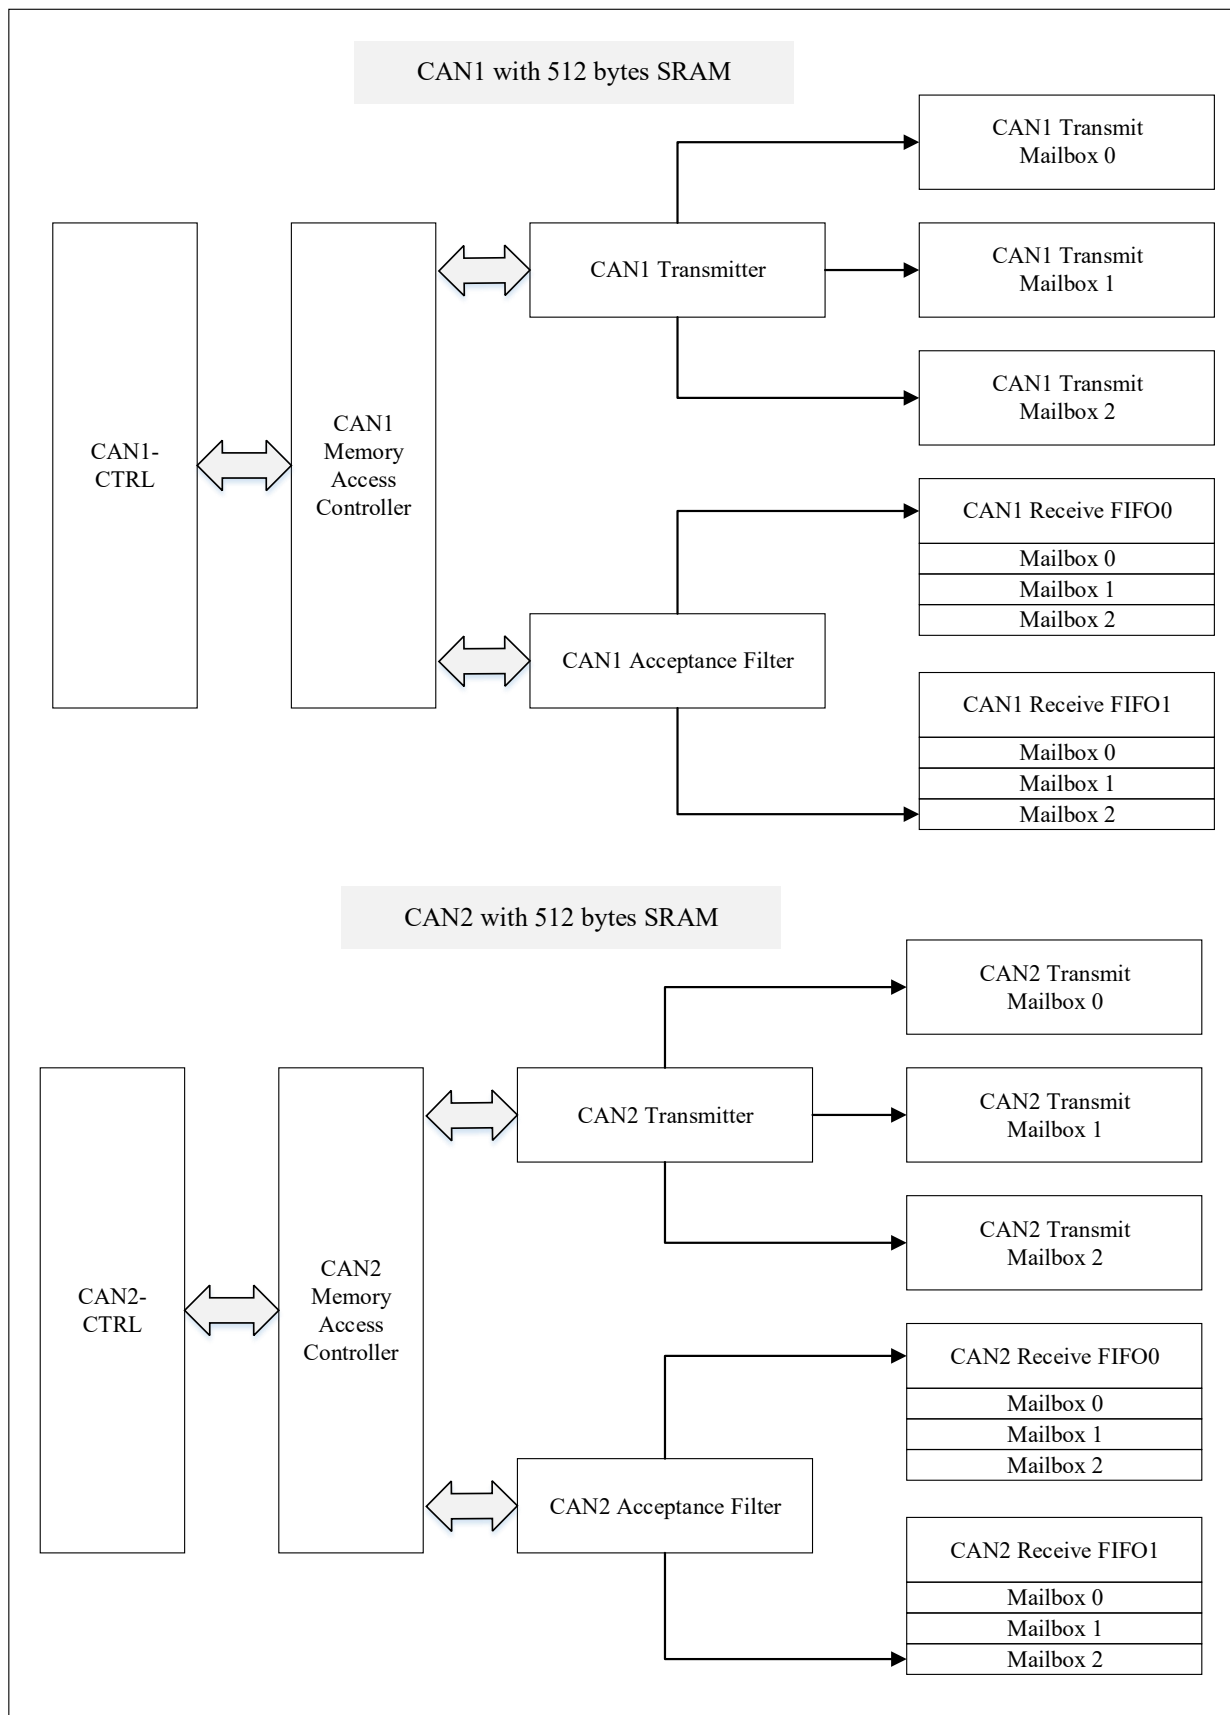 CAN1 with 512 bytes SRAM
CAN1 Transmit
Mailbox 0
CAN1 Transmitter
CAN1 Transmit
Mailbox 1
CAN1 Transmit
Mailbox 2
CAN1-
CTRL
CAN1
Memory
Access
Controller
CAN1 Receive FIFO0
Mailbox 0
Mailbox 1
Mailbox 2
CAN1 Acceptance Filter
CAN1 Receive FIFO1
Mailbox 0
Mailbox 1
Mailbox 2
CAN2 with 512 bytes SRAM
CAN2 Transmit
Mailbox 0
CAN2 Transmitter
CAN2 Transmit
Mailbox 1
CAN2 Transmit
Mailbox 2
CAN2-
CTRL
CAN2
Memory
Access
Controller
CAN2 Receive FIFO0
Mailbox 0
Mailbox 1
Mailbox 2
CAN2 Acceptance Filter
CAN2 Receive FIFO1
Mailbox 0
Mailbox 1
Mailbox 2